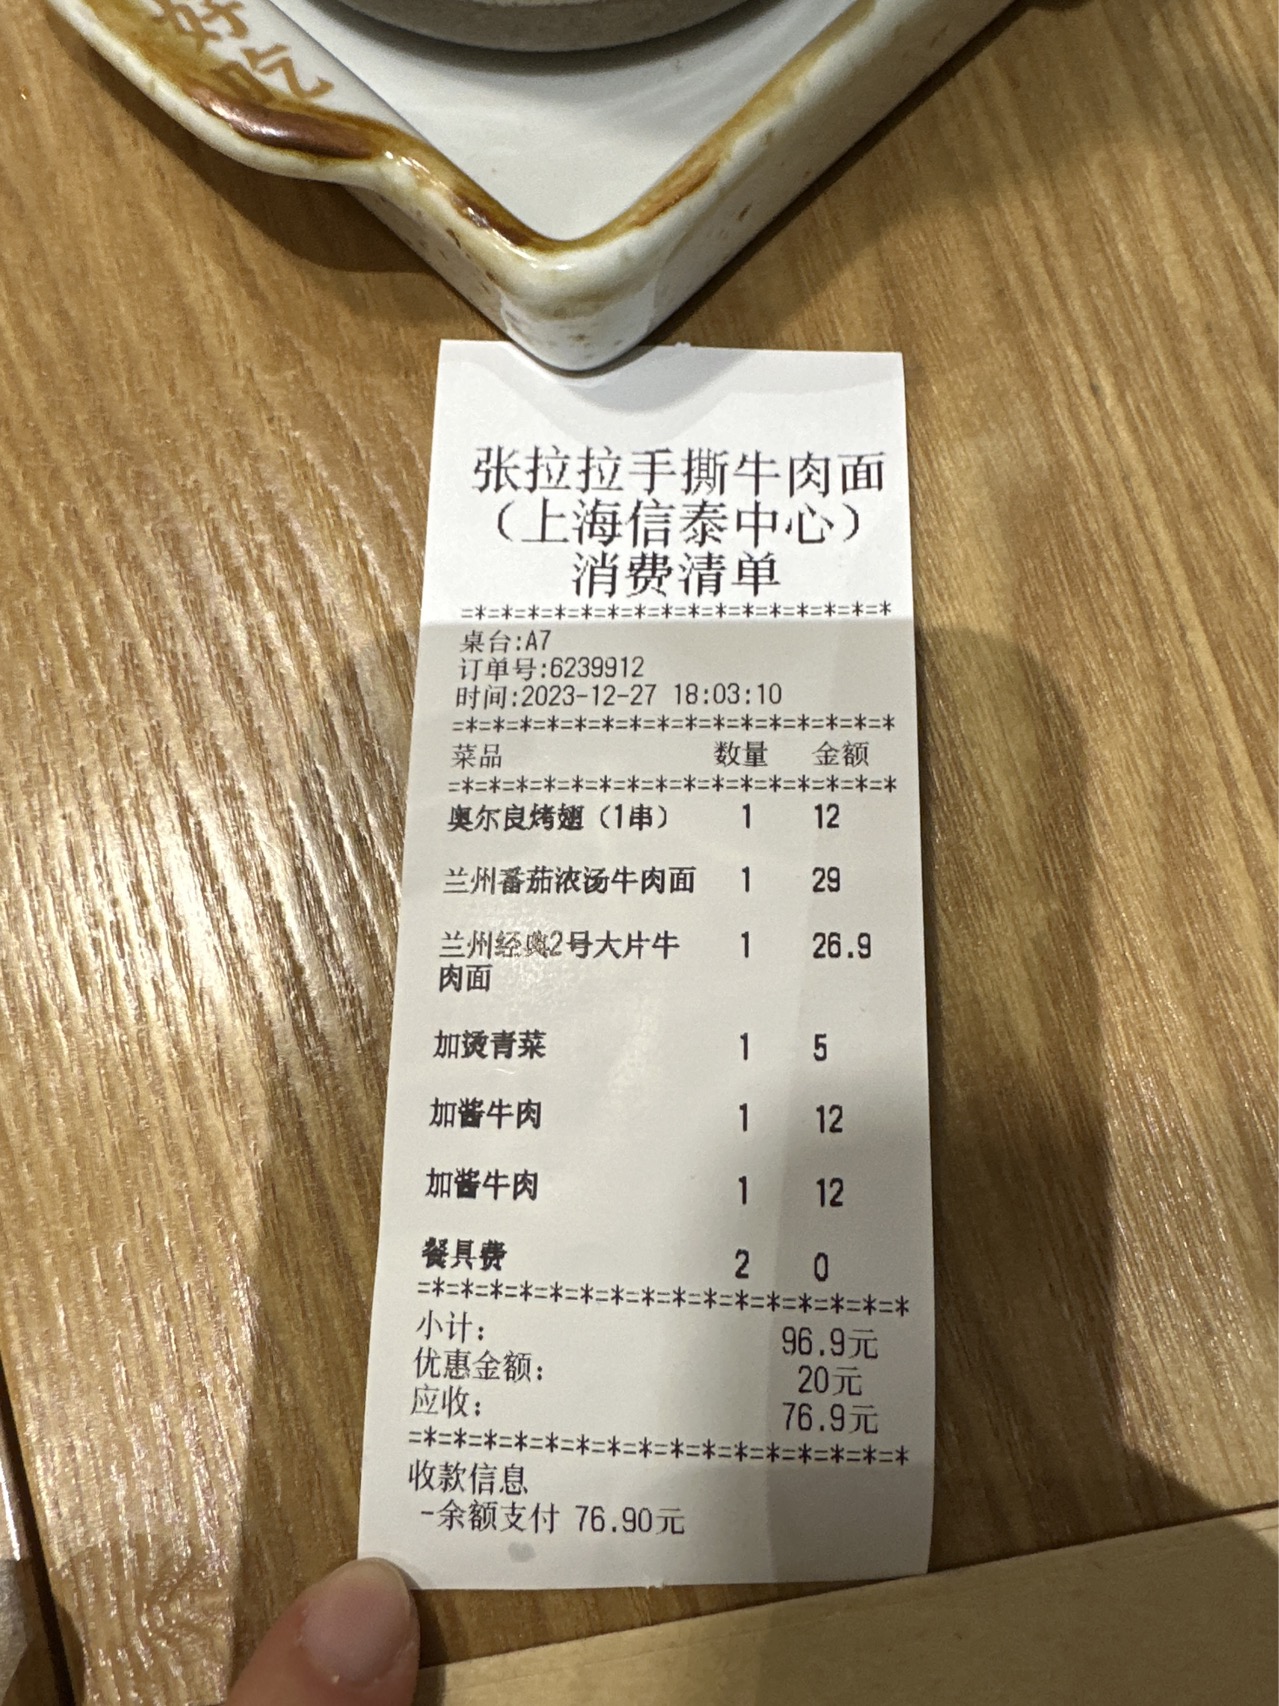 好
吃
张拉拉手撕牛肉面
（上海信泰中心）
消费清单
=*=*=*=*=*=*=*=*=*=*=*=*=*=*=*=*
桌台:A7
订单号:6239912
时间:2023-12-27 18:03:10
=*=*=*=*=*=*=*=*=*=*=*=*=*=*=*=*
菜品 数量 金额
=*=*=*=*=*=*=*=*=*=*=*=*=*=*=*=*
奥尔良烤翅（1串） 1 12
兰州番茄浓汤牛肉面 1 29
兰州经典2号大片牛 1 26.9
肉面
加烫青菜 1 5
加酱牛肉 1 12
加酱牛肉 1 12
餐具费 2 0
=*=*=*=*=*=*=*=*=*=*=*=*=*=*=*=*
小计： 96.9元
优惠金额： 20元
应收： 76.9元
=*=*=*=*=*=*=*=*=*=*=*=*=*=*=*=*
收款信息
-余额支付 76.90元